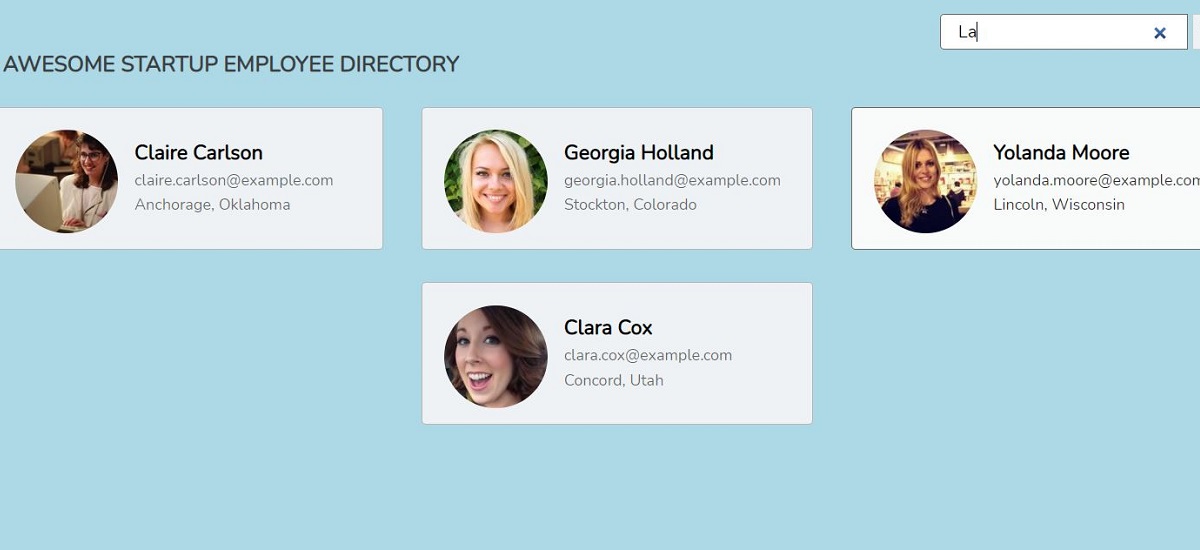 La
AWESOME STARTUP EMPLOYEE DIRECTORY
Claire Carlson
claire.carlson@example.com
Anchorage, Oklahoma
Georgia Holland
georgia.holland@example.com
Stockton, Colorado
Yolanda Moore
yolanda.moore@example.com
Lincoln, Wisconsin
Clara Cox
clara.cox@example.com
Concord, Utah